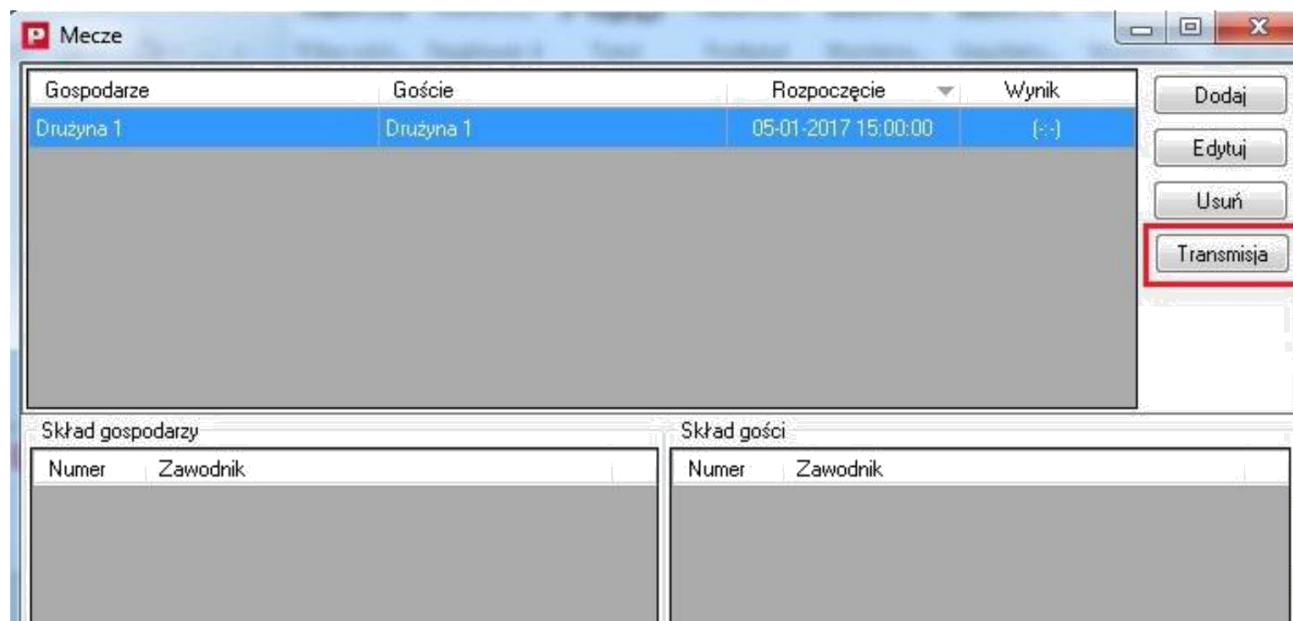 P Mecze
Gospodarze Goście Rozpoczęcie Wynik
Drużyna 1 Drużyna 1 05-01-2017 15:00:00 (-:-)
Dodaj
Edytuj
Usuń
Transmisja
Skład gospodarzy Skład gości
Numer Zawodnik Numer Zawodnik